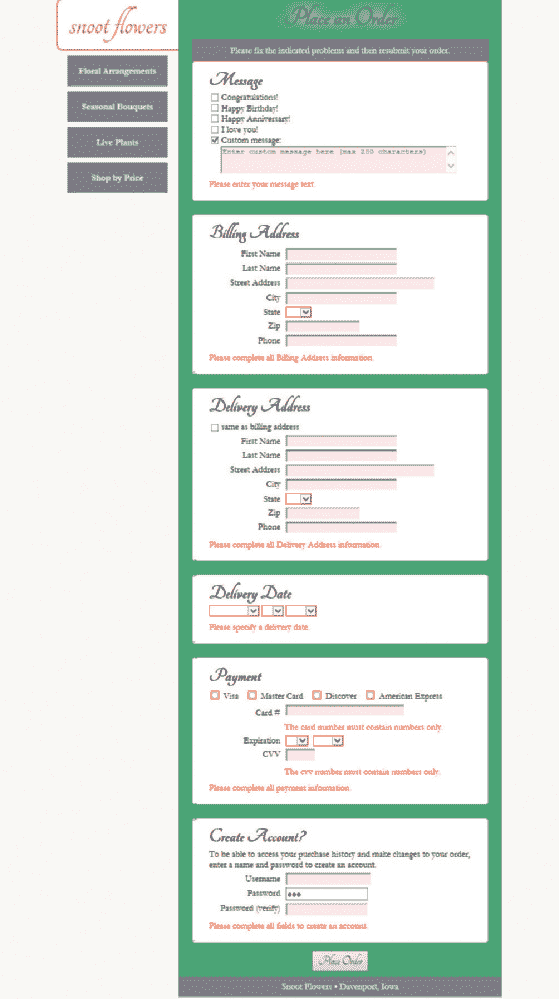 snoot flowers
Floral Arrangements
Seasonal Bouquets
Live Plants
Shop by Price
Place an Order
Please fix the indicated problems and then resubmit your order.
Message
Congratulations!
Happy Birthday!
Happy Anniversary!
I love you!
Custom message:
Enter custom message here (max 250 characters)
Please enter your message text.
Billing Address
First Name
Last Name
Street Address
City
State
Zip
Phone
Please complete all Billing Address information.
Delivery Address
same as billing address
First Name
Last Name
Street Address
City
State
Zip
Phone
Please complete all Delivery Address information.
Delivery Date
Please specify a delivery date.
Payment
Visa Master Card Discover American Express
Card #
The card number must contain numbers only.
Expiration
CVV
The cvv number must contain numbers only.
Please complete all payment information.
Create Account?
To be able to access your purchase history and make changes to your order,
enter a name and password to create an account.
Username
Password
Password (verify)
Please complete all fields to create an account.
Place Order
Snoot Flowers • Davenport, Iowa